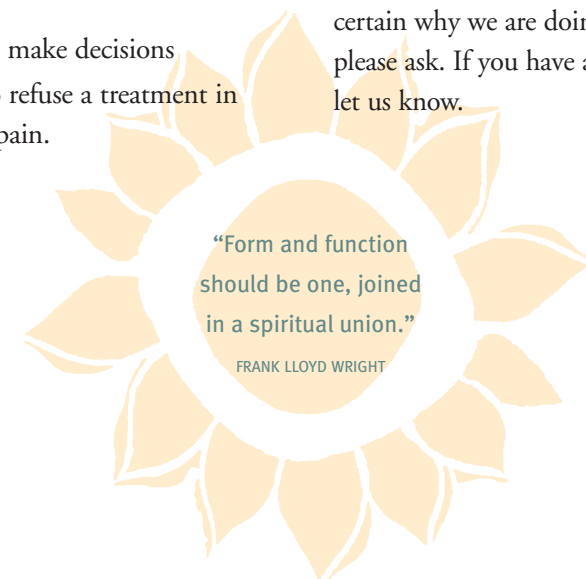 make decisions
refuse a treatment in
pain.
certain why we are
please ask. If you have
let us know.
“Form and function
should be one, joined
in a spiritual union.”
FRANK LLOYD WRIGHT